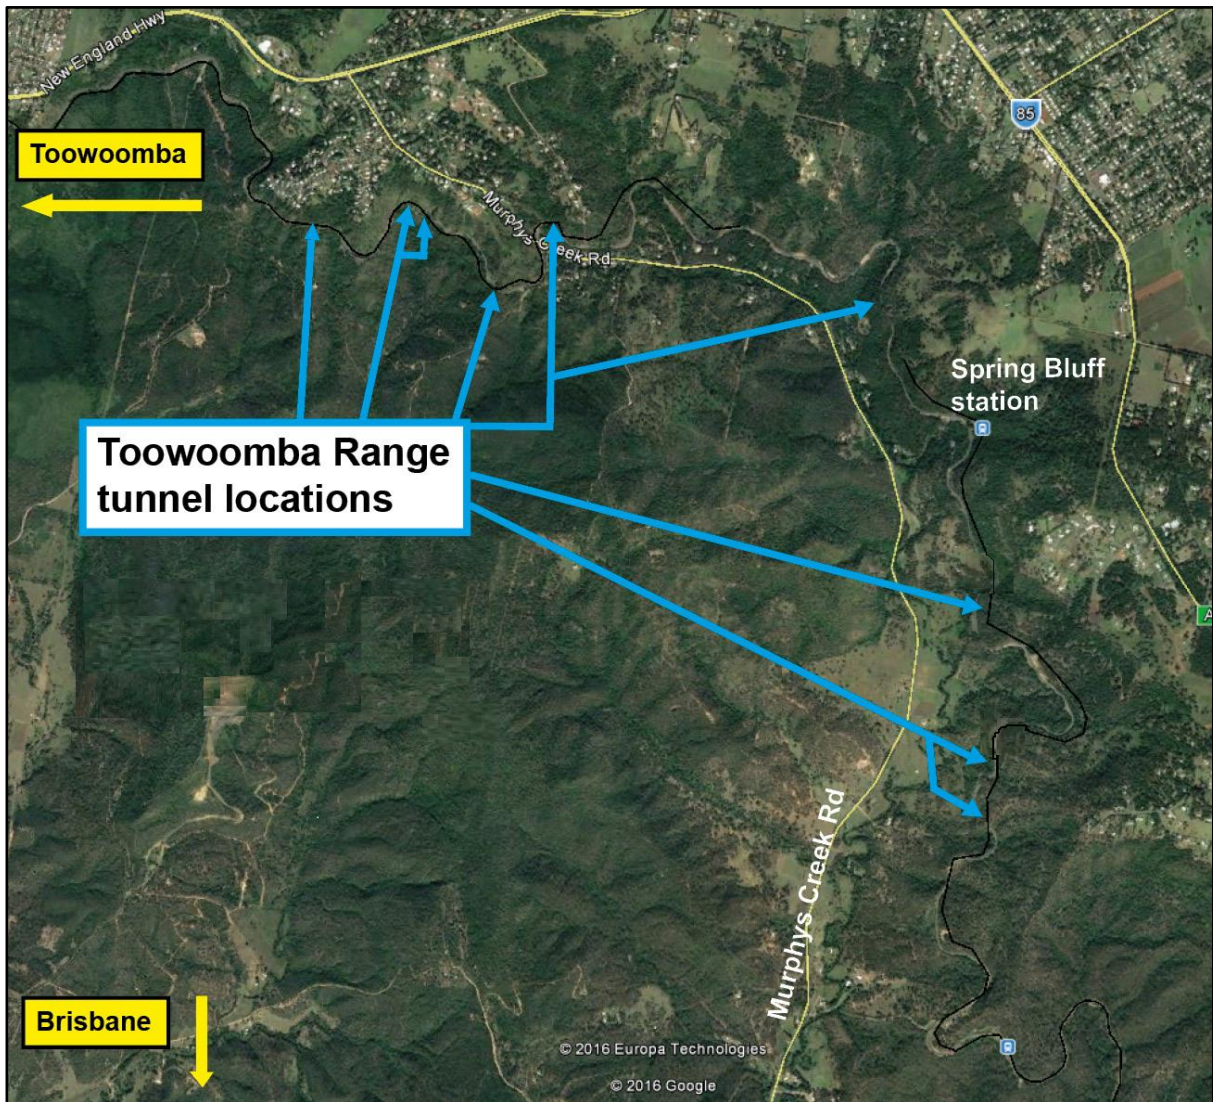 New England Hwy
85
Toowoomba
Murphys Creek Rd
Spring Bluff
station
Toowoomba Range
tunnel locations
A
Murphys Creek Rd
Brisbane
© 2016 Europa Technologies
© 2016 Google